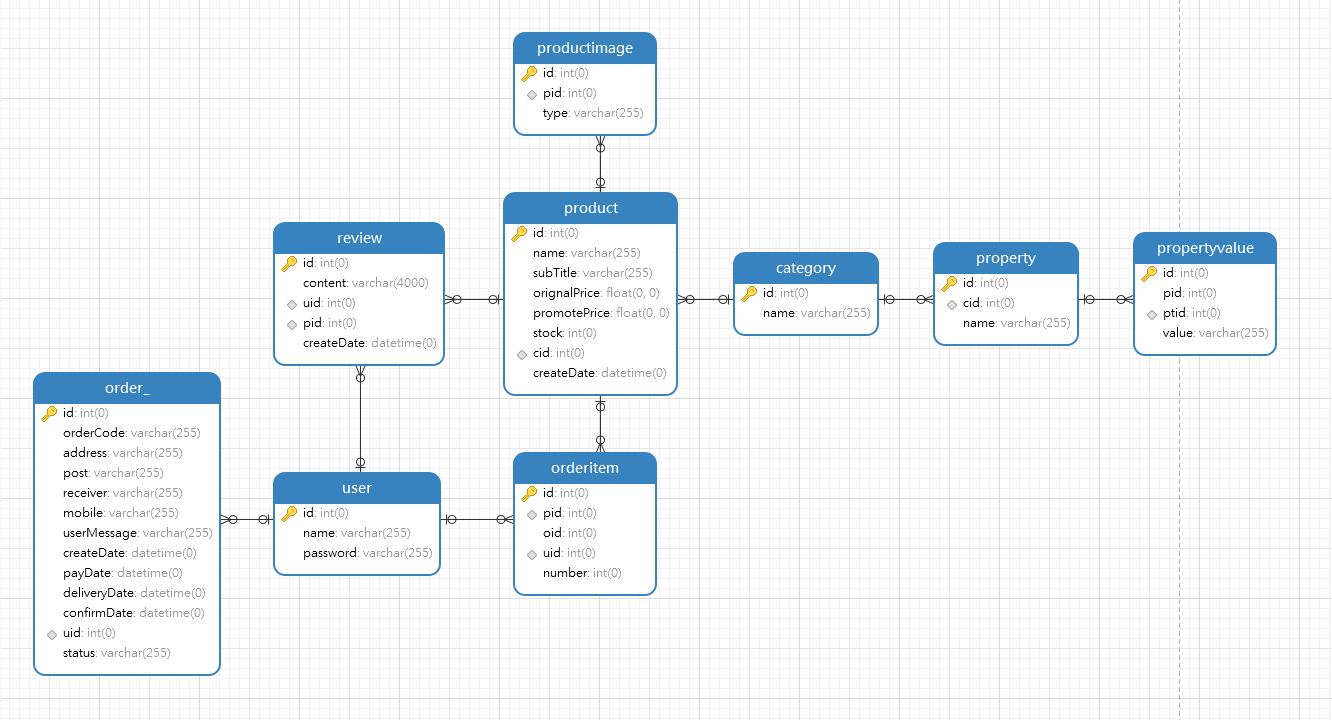 productimage
id: int(0)
pid: int(0)
type: varchar(255)
product
id: int(0)
name: varchar(255)
subTitle: varchar(255)
orignalPrice: float(0, 0)
promotePrice: float(0, 0)
stock: int(0)
cid: int(0)
createDate: datetime(0)
review
id: int(0)
content: varchar(4000)
uid: int(0)
pid: int(0)
createDate: datetime(0)
category
id: int(0)
name: varchar(255)
property
id: int(0)
cid: int(0)
name: varchar(255)
propertyvalue
id: int(0)
pid: int(0)
ptid: int(0)
value: varchar(255)
order_
id: int(0)
orderCode: varchar(255)
address: varchar(255)
post: varchar(255)
receiver: varchar(255)
mobile: varchar(255)
userMessage: varchar(255)
createDate: datetime(0)
payDate: datetime(0)
deliveryDate: datetime(0)
confirmDate: datetime(0)
uid: int(0)
status: varchar(255)
user
id: int(0)
name: varchar(255)
password: varchar(255)
orderitem
id: int(0)
pid: int(0)
oid: int(0)
uid: int(0)
number: int(0)